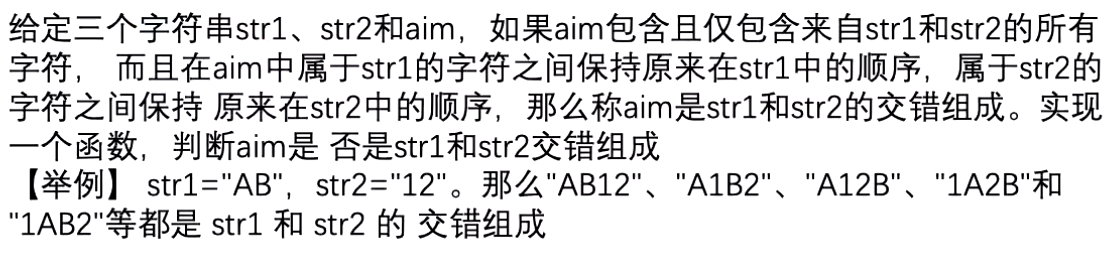 给定三个字符串str1、str2和aim，如果aim包含且仅包含来自str1和str2的所有
字符， 而且在aim中属于str1的字符之间保持原来在str1中的顺序，属于str2的
字符之间保持 原来在str2中的顺序，那么称aim是str1和str2的交错组成。实现
一个函数，判断aim是 否是str1和str2交错组成
【举例】 str1="AB"，str2="12"。那么"AB12"、"A1B2"、"A12B"、"1A2B"和
"1AB2"等都是 str1 和 str2 的 交错组成